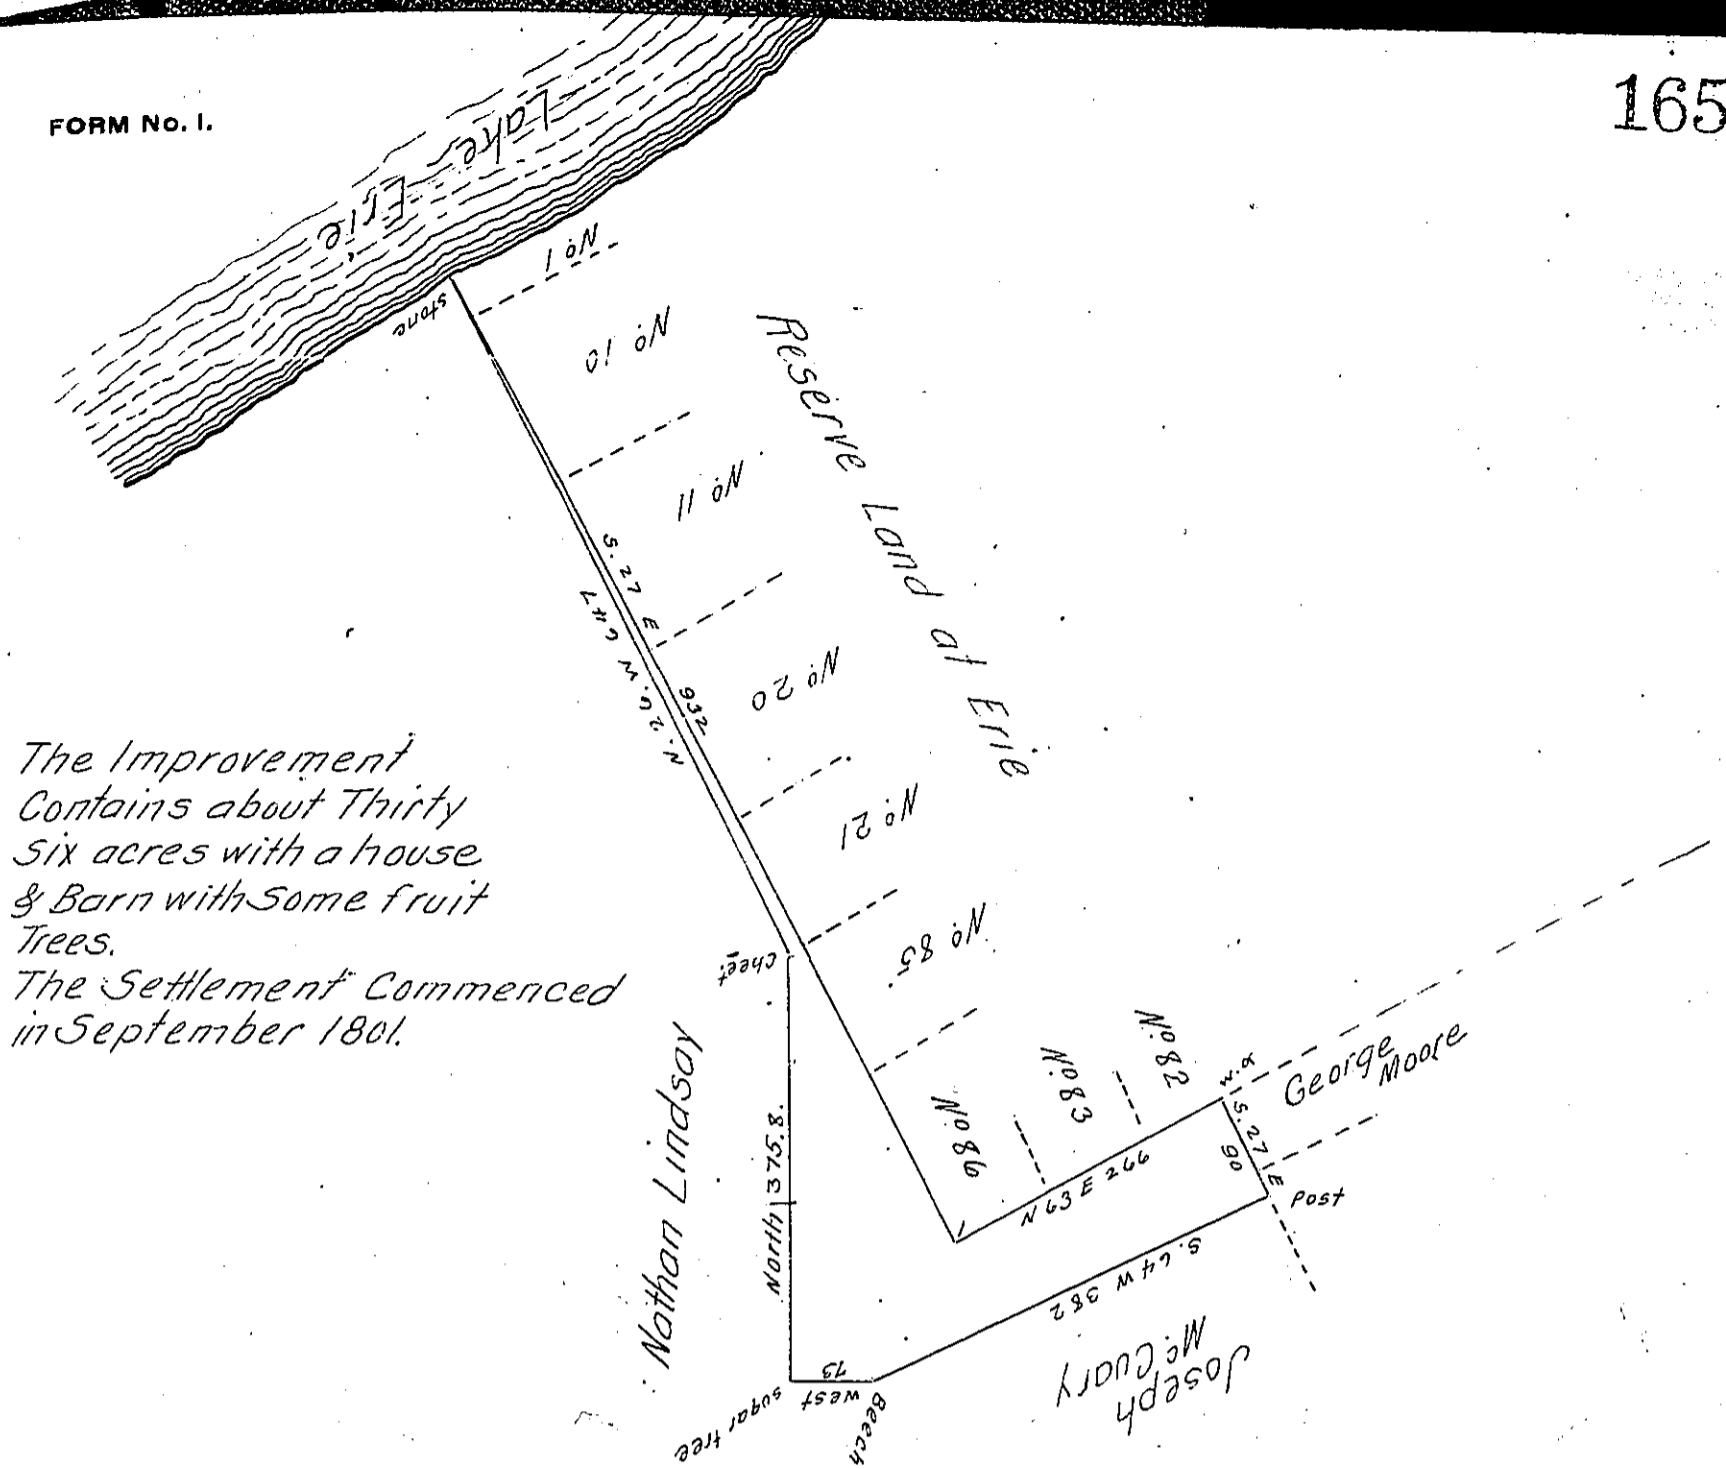 FORM No. 1.
165
Lake
Erie
stone
No. 1
No. 10
No. 11
No. 20
No. 21
No. 85
No. 86
No. 83
No. 82
Reserve Land at Erie
S. 27 E 932
N. 26. W 647
The Improvement
Contains about Thirty
Six acres with a house
& Barn with Some fruit
Trees.
The Settlement Commenced
in September 1801.
Chest
Nathan Lindsay
North 375.8.
N 63 E 266
S. 27 E
90
George
Moore
Post
S. 64 W 382
Joseph
McCuary
West
Beech
sugar tree